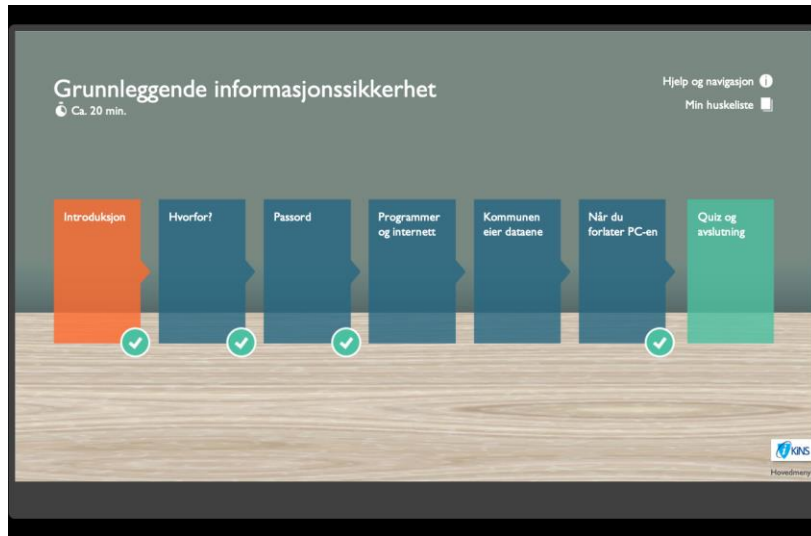 Grunnleggende informasjonssikkerhet
Ca. 20 min.
Hjelp og navigasjon
Min huskeliste
Introduksjon
Hvorfor?
Passord
Programmer
og internett
Kommunen
eier dataene
Når du
forlater PC-en
Quiz og
avslutning
KiNS
Hovedmeny